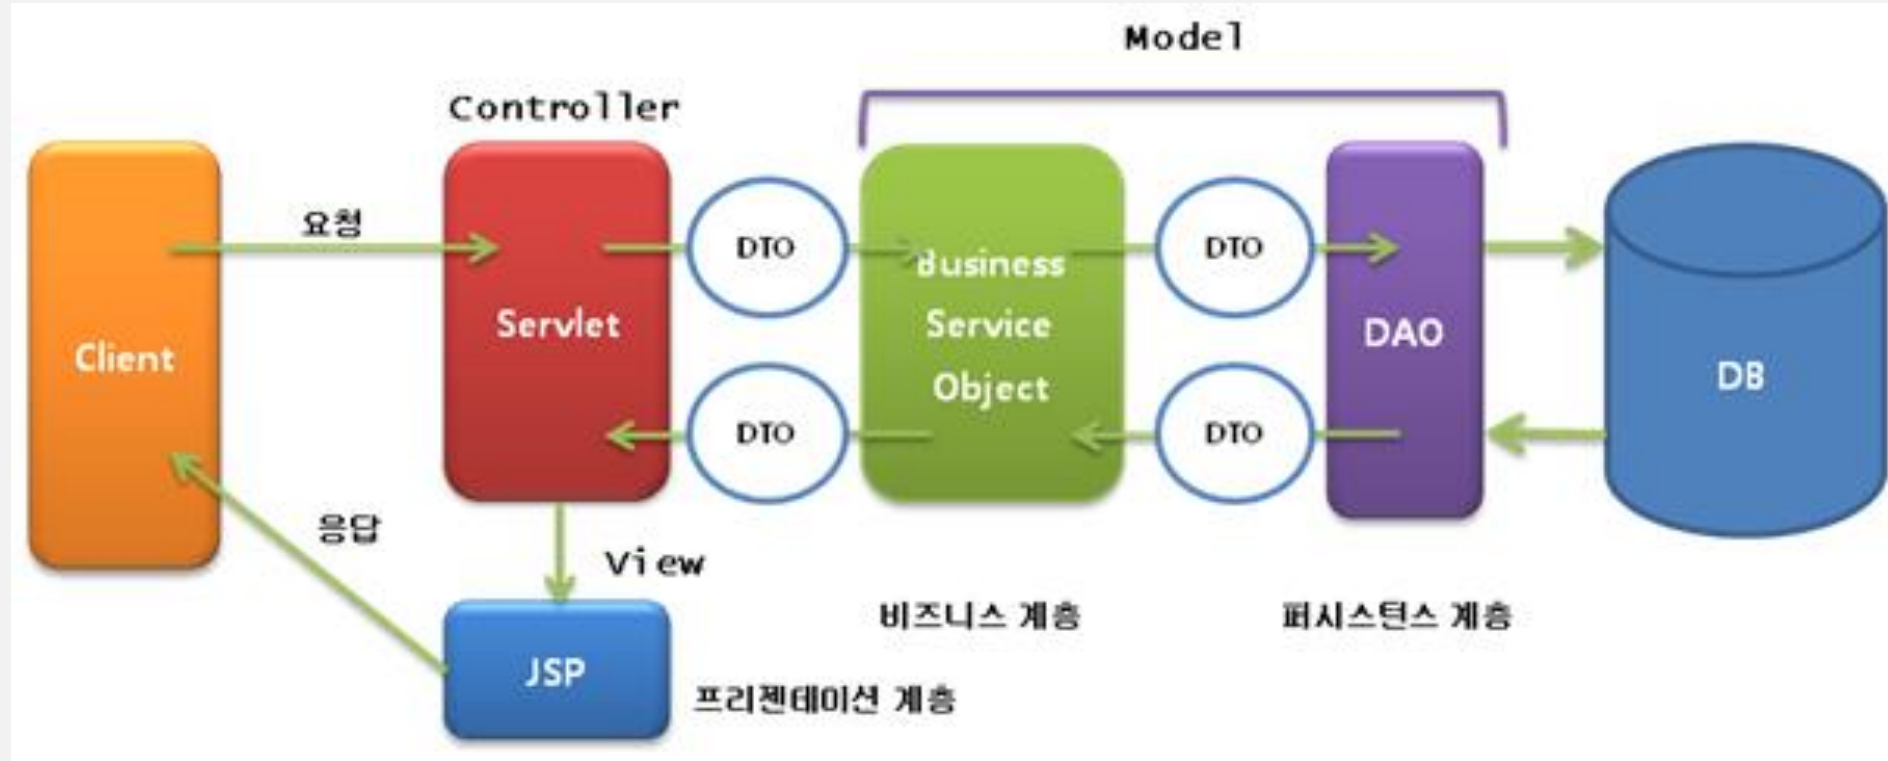 Model
Controller
요청
DTO
DTO
Business
Service
Object
Servlet
DAO
Client
DB
DTO
DTO
응답
View
비즈니스 계층
퍼시스턴스 계층
JSP
프리젠테이션 계층